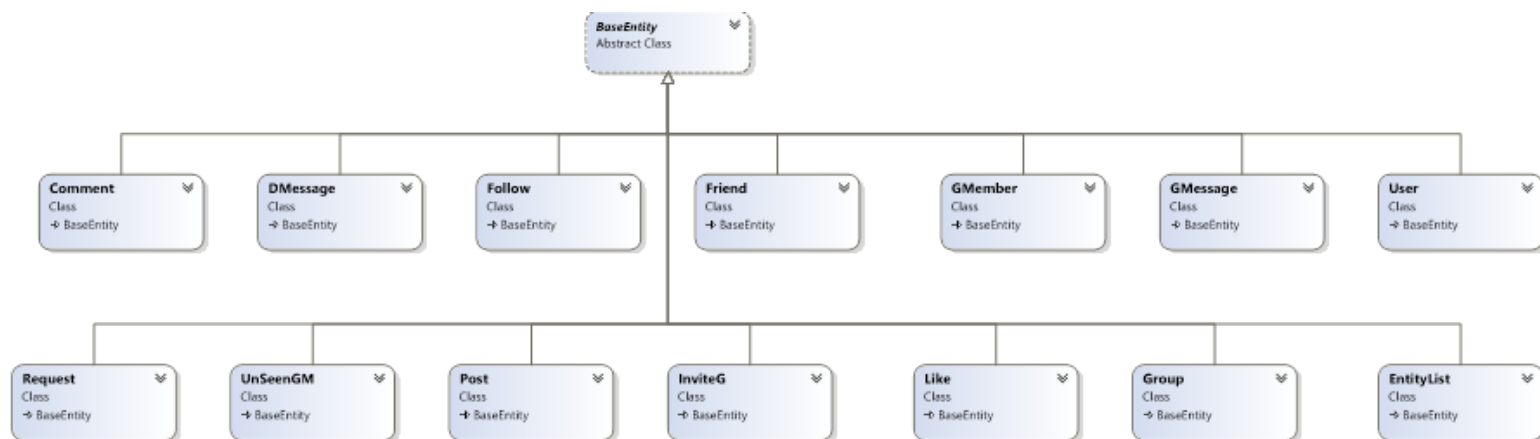 BaseEntity
Abstract Class
Comment
Class
BaseEntity
DMessage
Class
BaseEntity
Follow
Class
BaseEntity
Friend
Class
BaseEntity
GMember
Class
BaseEntity
GMessage
Class
BaseEntity
User
Class
BaseEntity
Request
Class
BaseEntity
UnSeenGM
Class
BaseEntity
Post
Class
BaseEntity
InviteG
Class
BaseEntity
Like
Class
BaseEntity
Group
Class
BaseEntity
EntityList
Class
BaseEntity